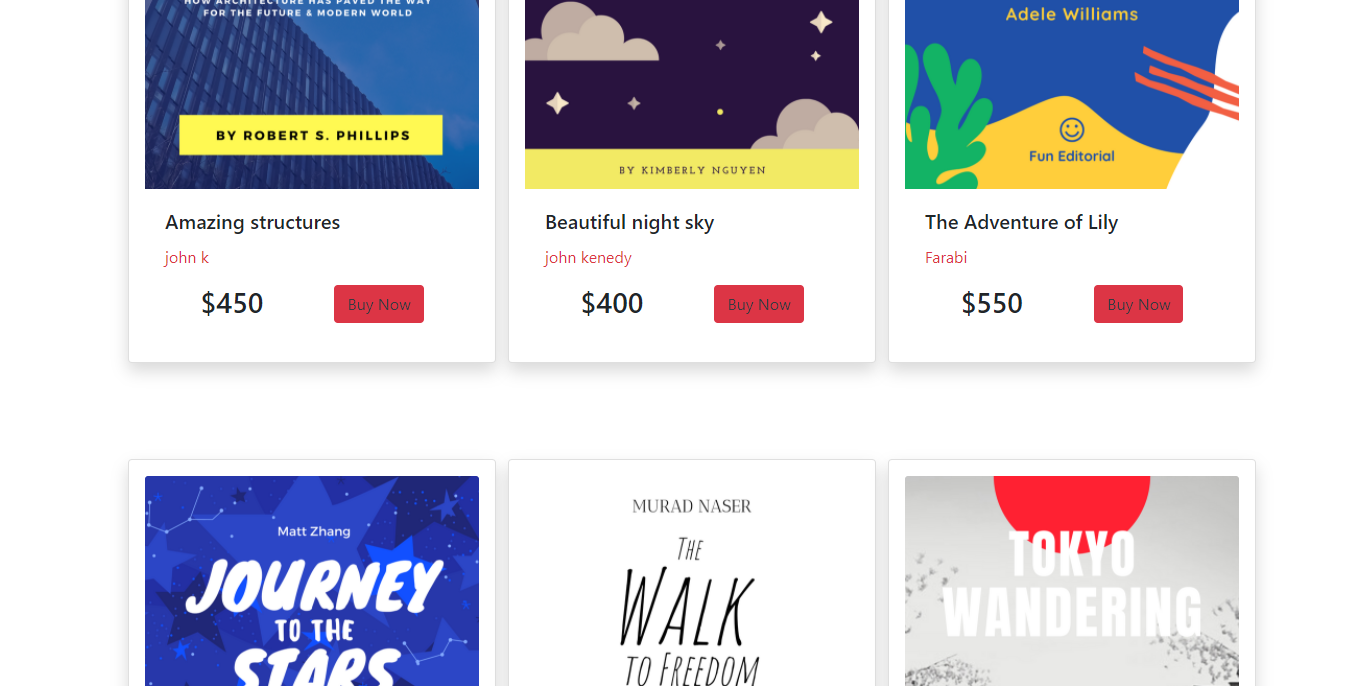 HOW ARCHITECTURE HAS PAVED THE WAY
FOR THE FUTURE & MODERN WORLD
BY ROBERT S. PHILLIPS
Amazing structures
john k
$450
Buy Now
BY KIMBERLY NGUYEN
Beautiful night sky
john kenedy
$400
Buy Now
Adele Williams
Fun Editorial
The Adventure of Lily
Farabi
$550
Buy Now
Matt Zhang
JOURNEY
TO THE
STARS
MURAD NASER
THE
WALK
TO FREEDOM
TOKYO
WANDERING